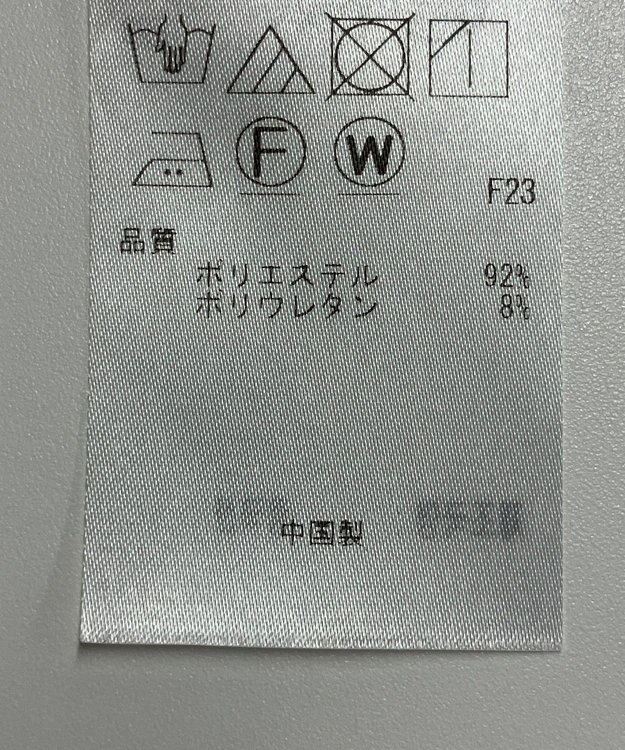 F W
F23
品質
ポリエステル 92%
ポリウレタン 8%
中国製